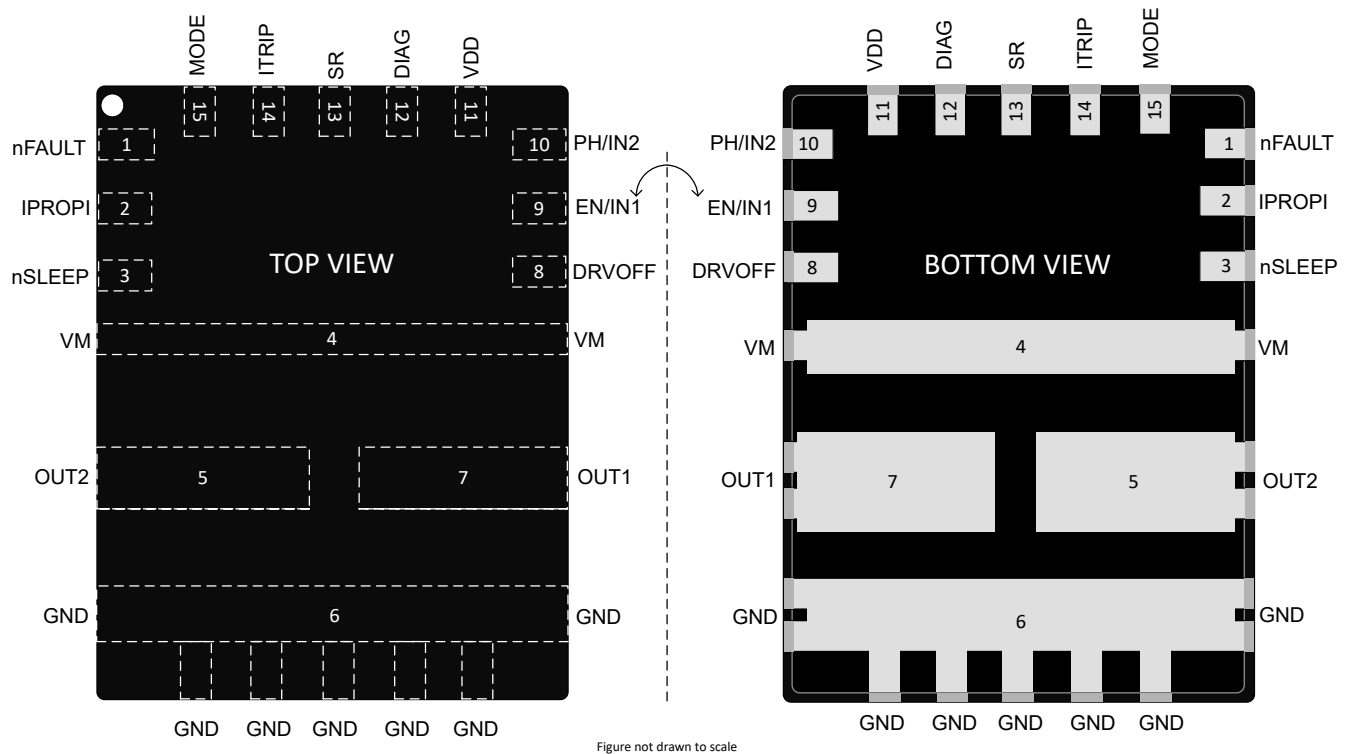 MODE
ITRIP
SR
DIAG
VDD
15
14
13
12
11
nFAULT
1
10
PH/IN2
IPROPI
2
9
EN/IN1
nSLEEP
3
TOP VIEW
8
DRVOFF
VM
4
VM
OUT2
5
7
OUT1
GND
6
GND
GND
GND
GND
GND
GND
VDD
DIAG
SR
ITRIP
MODE
11
12
13
14
15
PH/IN2
10
1
nFAULT
EN/IN1
9
2
IPROPI
DRVOFF
8
BOTTOM VIEW
3
nSLEEP
VM
4
VM
OUT1
7
5
OUT2
GND
6
GND
GND
GND
GND
GND
GND
Figure not drawn to scale